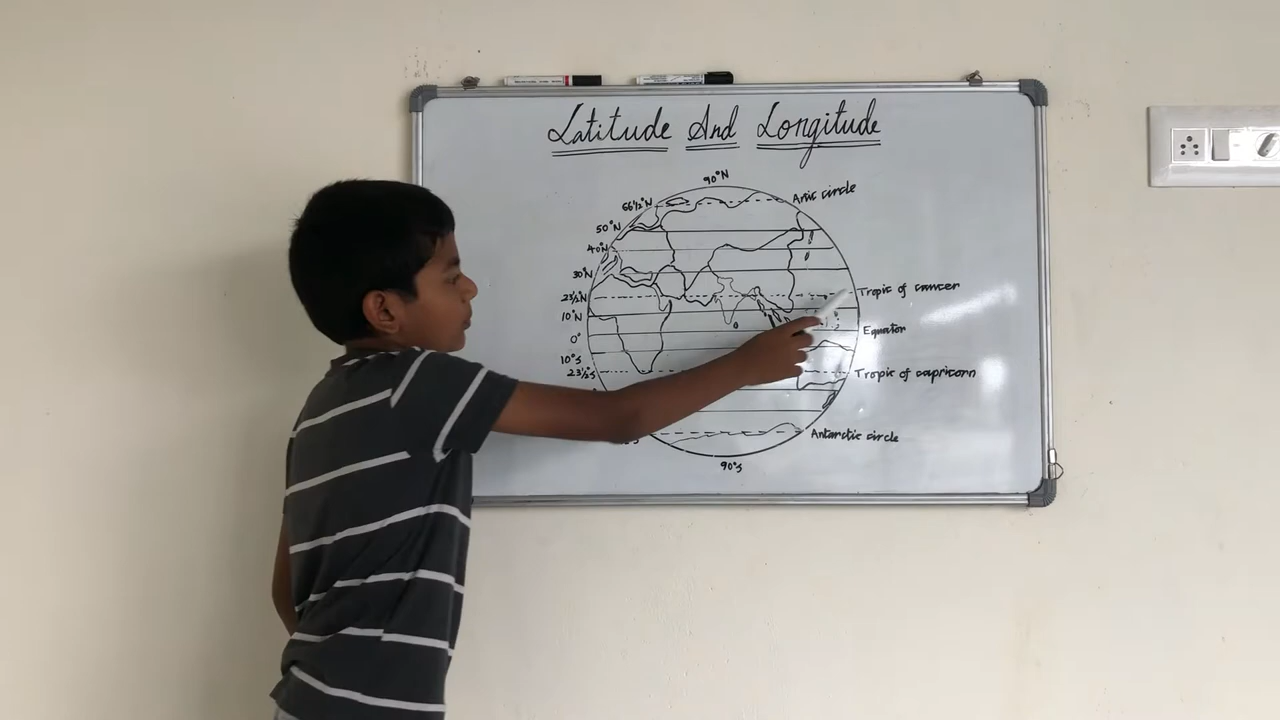 Latitude And Longitude
90°N
66½°N
Artic circle
50°N
40°N
30°N
23½°N
Tropic of cancer
10°N
0°
Equator
10°S
23½°S
Tropic of capricorn
Antarctic circle
90°S